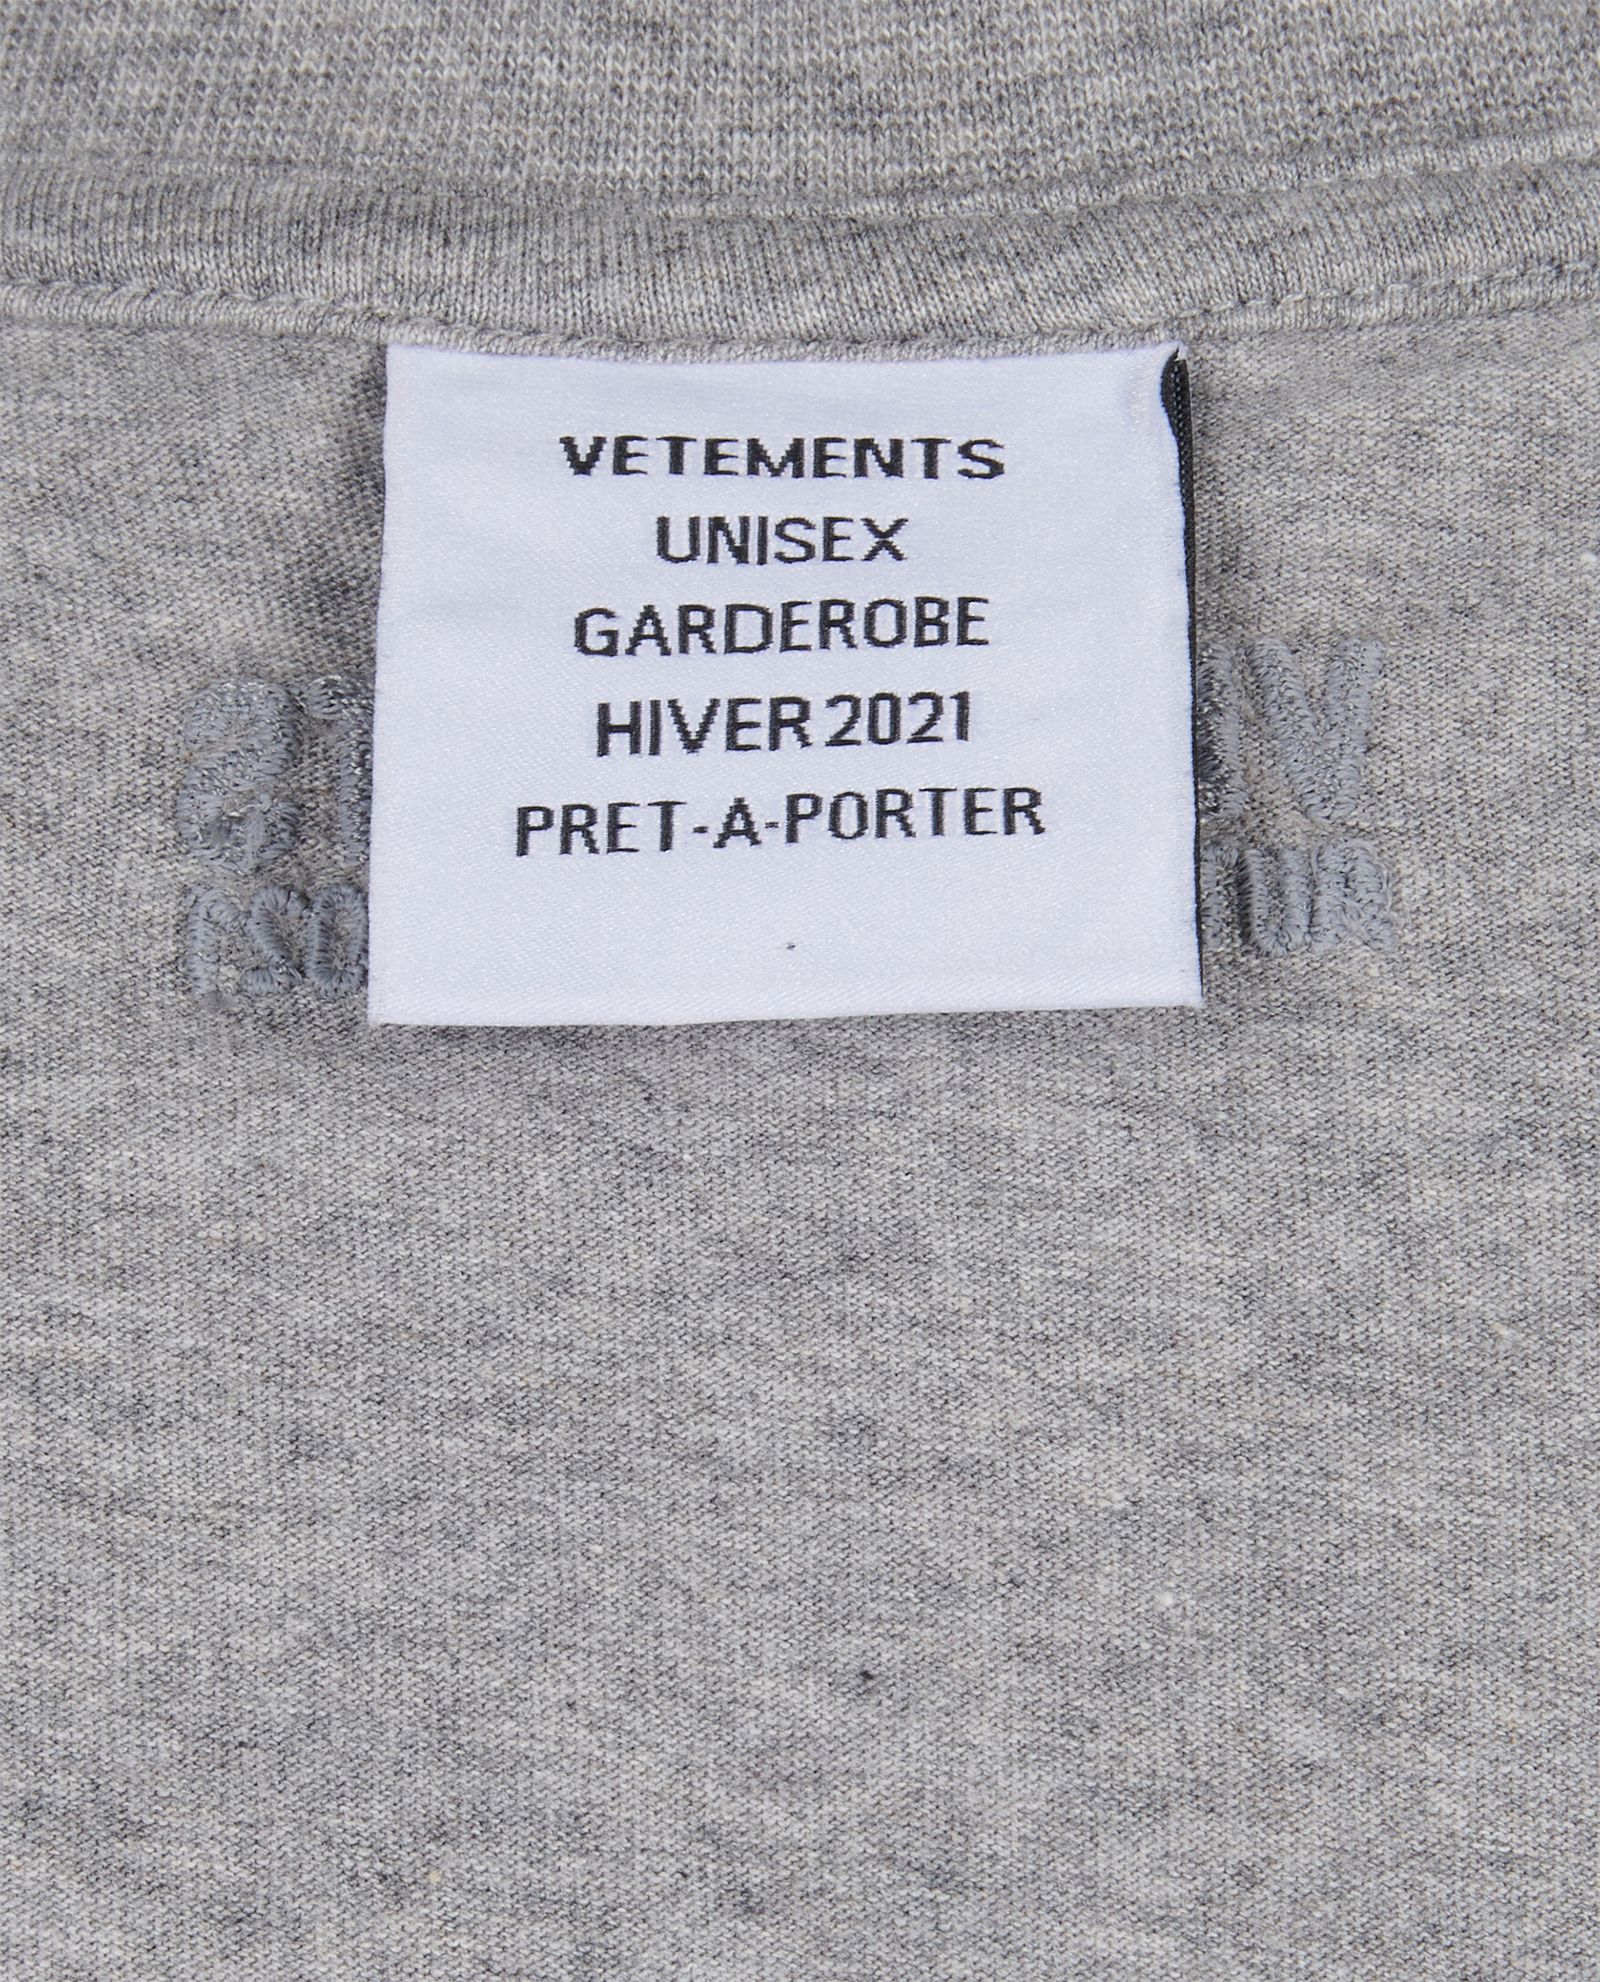 VETEMENTS
UNISEX
GARDEROBE
HIVER 2021
PRET-A-PORTER